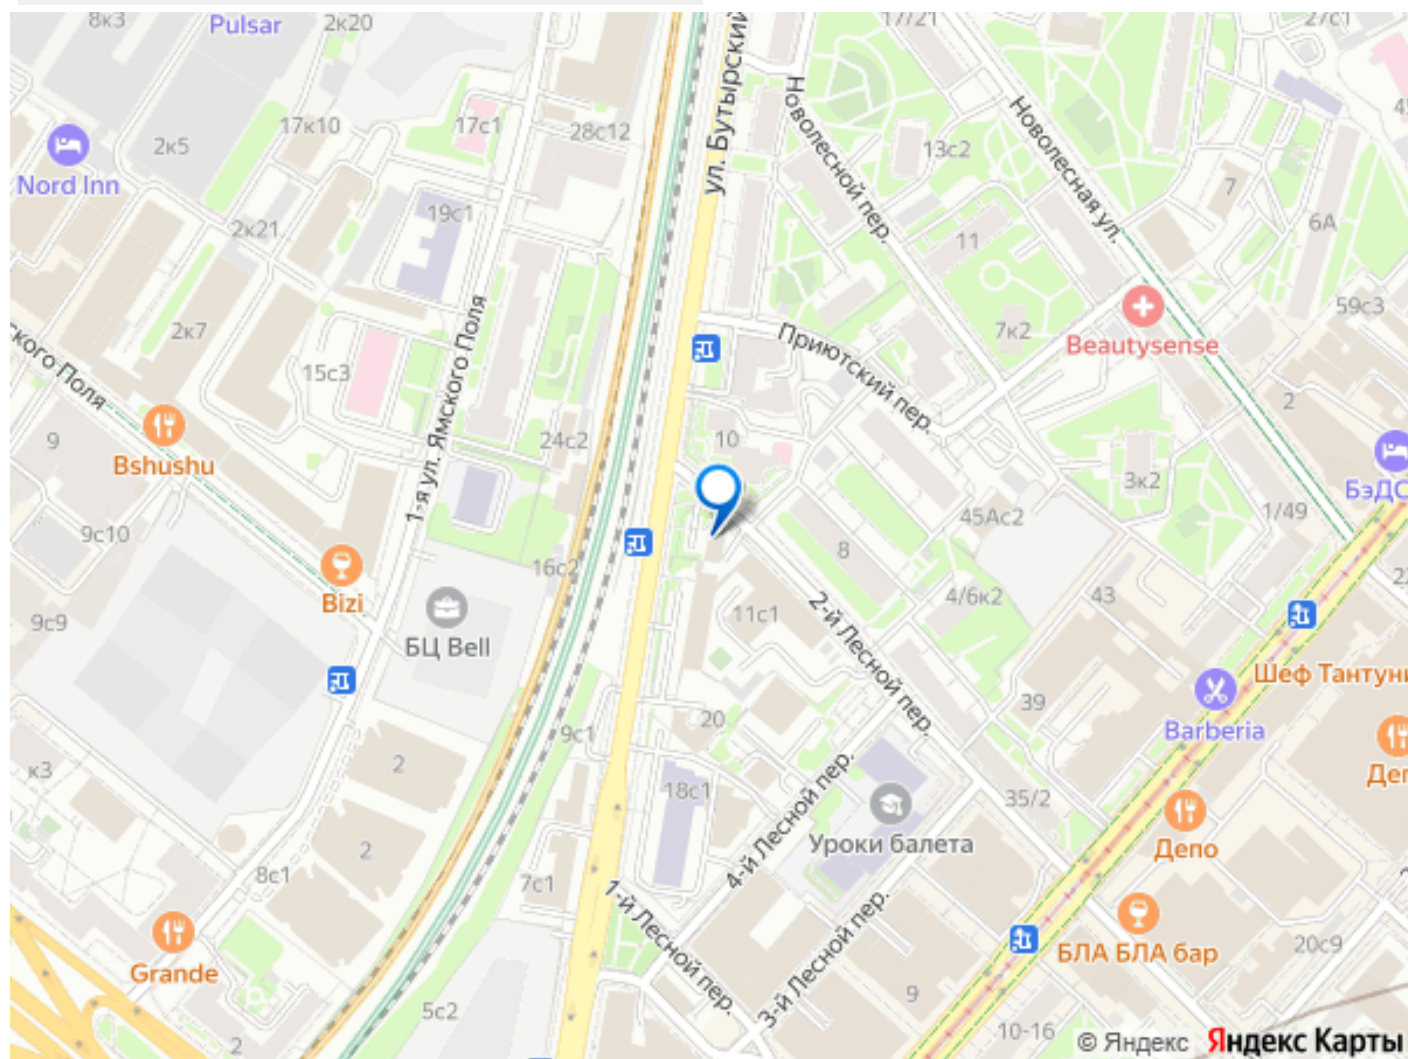 8к3
Pulsar
2к20
17/21
27с1
ул. Бутырский
Новолесной пер.
Новолесная ул.
17к10
17с1
28с12
2к5
13с2
Nord Inn
7
19с1
6А
2к21
11
59с3
2к7
7к2
Beautysense
Приютский пер.
15с3
1-я ул. Ямского Поля
ского Поля
2
9
24с2
10
Bshushu
3к2
БэДС
1/49
45Ас2
9с10
8
16с2
Bizi
4/6к2
43
11с1
2-й Лесной пер.
9с9
БЦ Bell
Шеф Тантуни
39
20
Barberia
9с1
к3
2
18с1
35/2
4-й Лесной пер.
Уроки балета
Депо
2
8с1
7с1
1-й Лесной пер.
3-й Лесной пер.
Grande
БЛА БЛА бар
20с9
5с2
9
10-16
2
© Яндекс Яндекс Карты